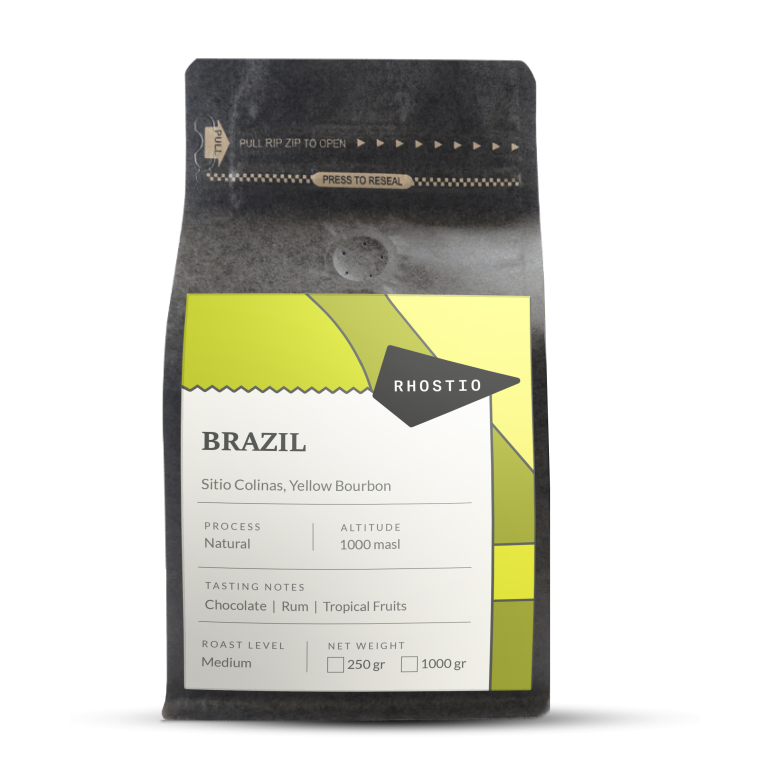 PULL
PULL RIP ZIP TO OPEN
PRESS TO RESEAL
RHOSTIO
BRAZIL
Sitio Colinas, Yellow Bourbon
PROCESS
Natural
ALTITUDE
1000 masl
TASTING NOTES
Chocolate | Rum | Tropical Fruits
ROAST LEVEL
Medium
NET WEIGHT
250 gr 1000 gr